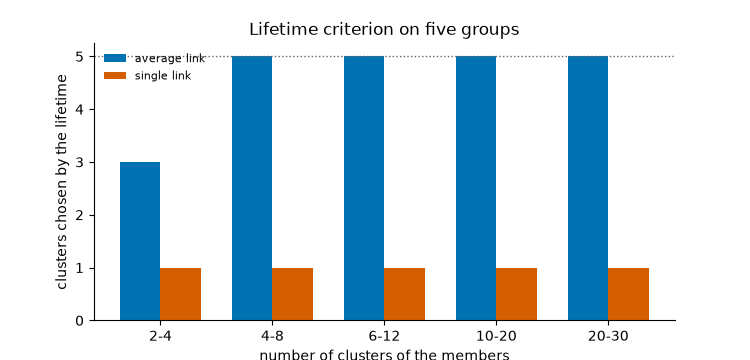 Lifetime criterion on five groups
average link
single link
clusters chosen by the lifetime
5
4
3
2
1
0
2-4 4-8 6-12 10-20 20-30
number of clusters of the members